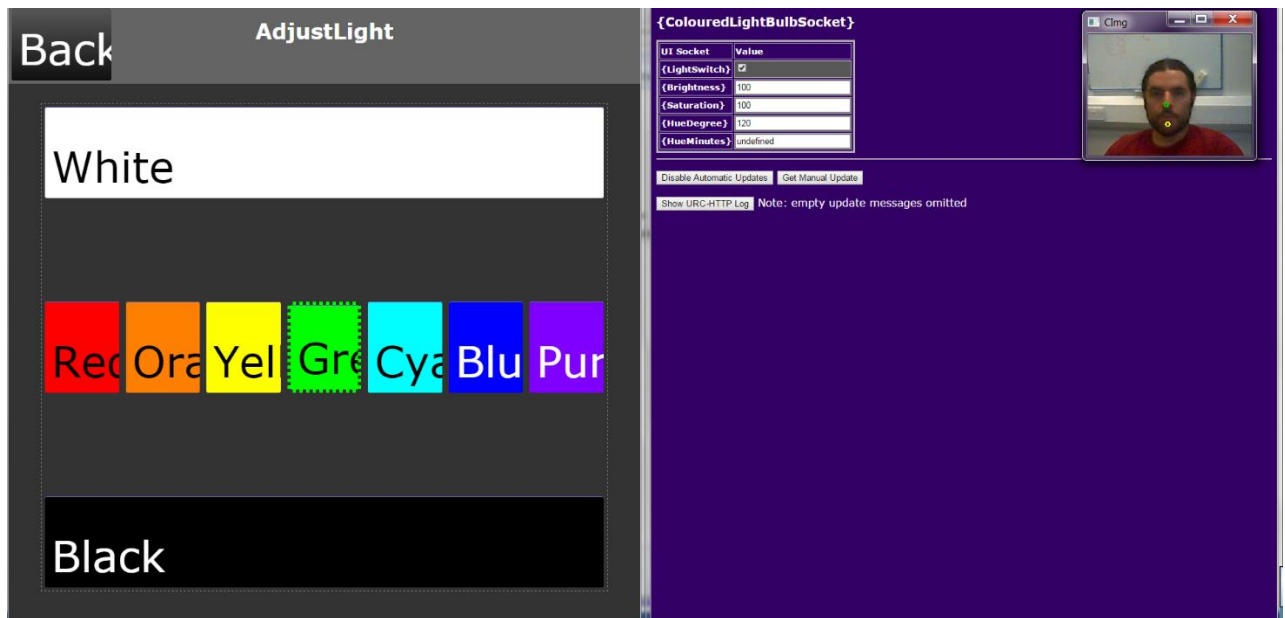 Back
AdjustLight
White
Red
Ora
Yel
Gre
Cya
Blu
Pur
Black
{ColouredLightBulbSocket}
UI Socket Value
{LightSwitch}
{Brightness} 100
{Saturation} 100
{HueDegree} 120
{HueMinutes} undefined
Disable Automatic Updates Get Manual Update
Show URC-HTTP Log Note: empty update messages omitted
CImg